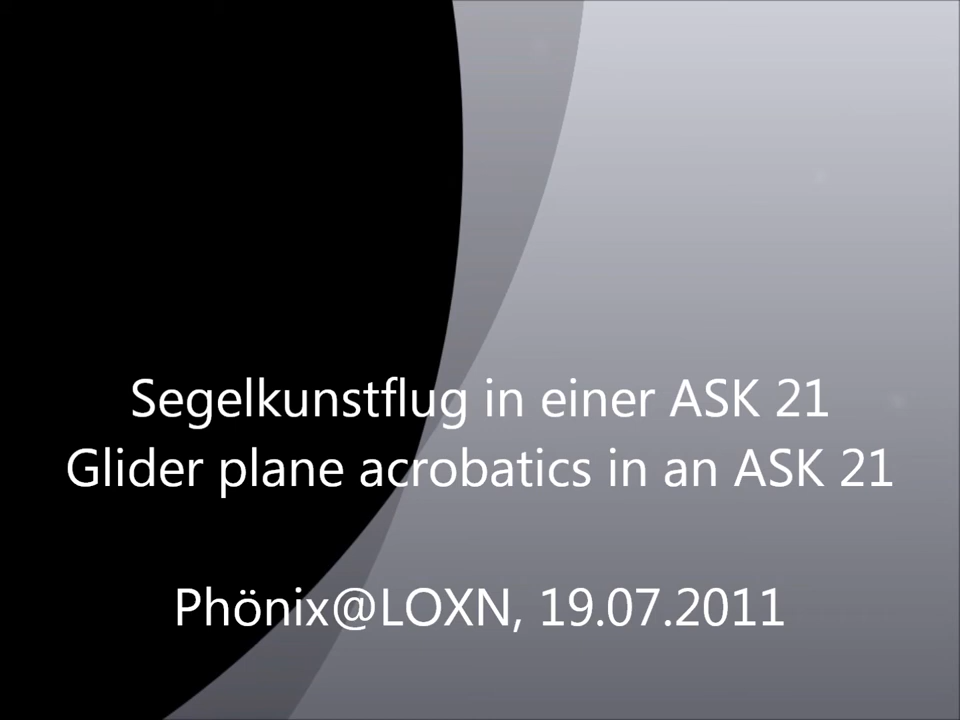 Segelkunstflug in einer ASK 21
Glider plane acrobatics in an ASK 21
Phönix@LOXN, 19.07.2011